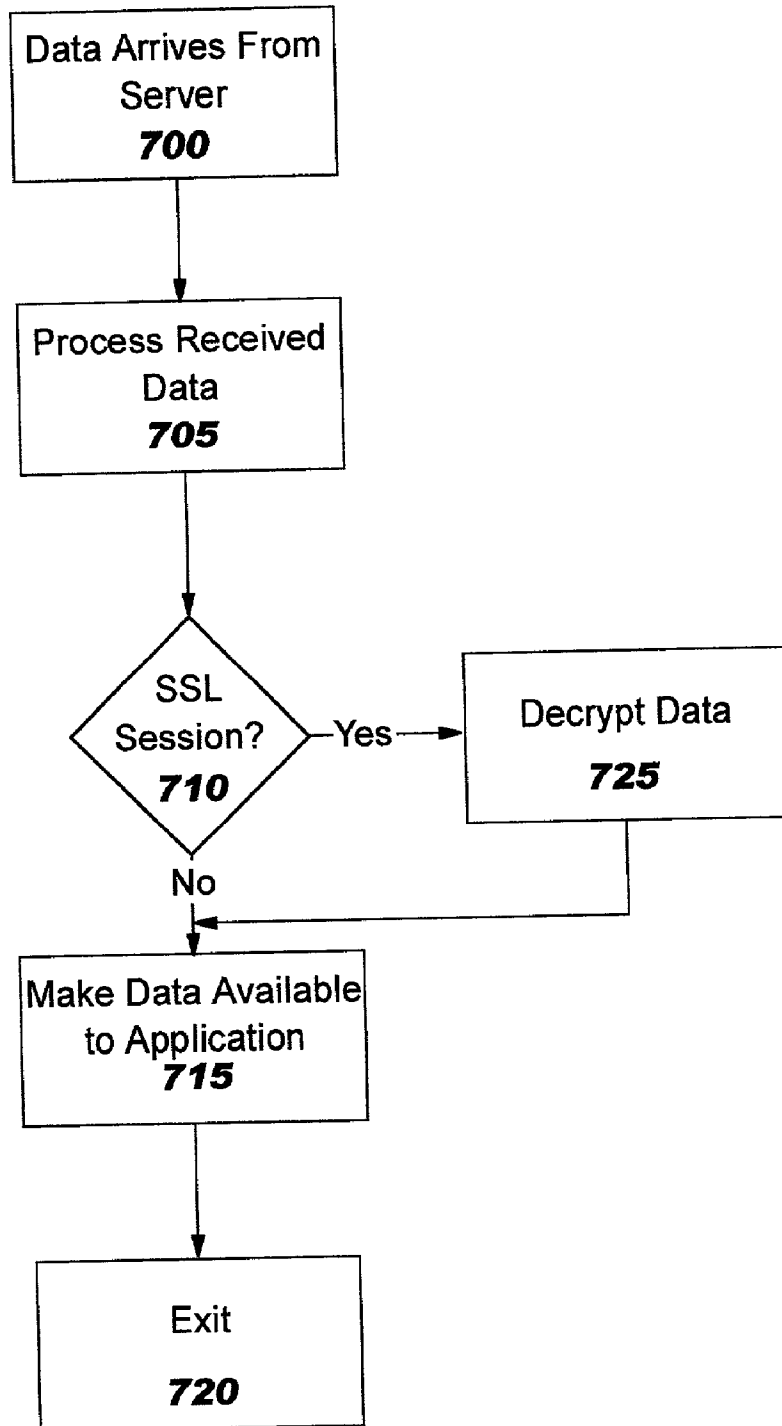 Data Arrives From
Server
700
Process Received
Data
705
SSL
Session?
710
Yes
Decrypt Data
725
No
Make Data Available
to Application
715
Exit
720